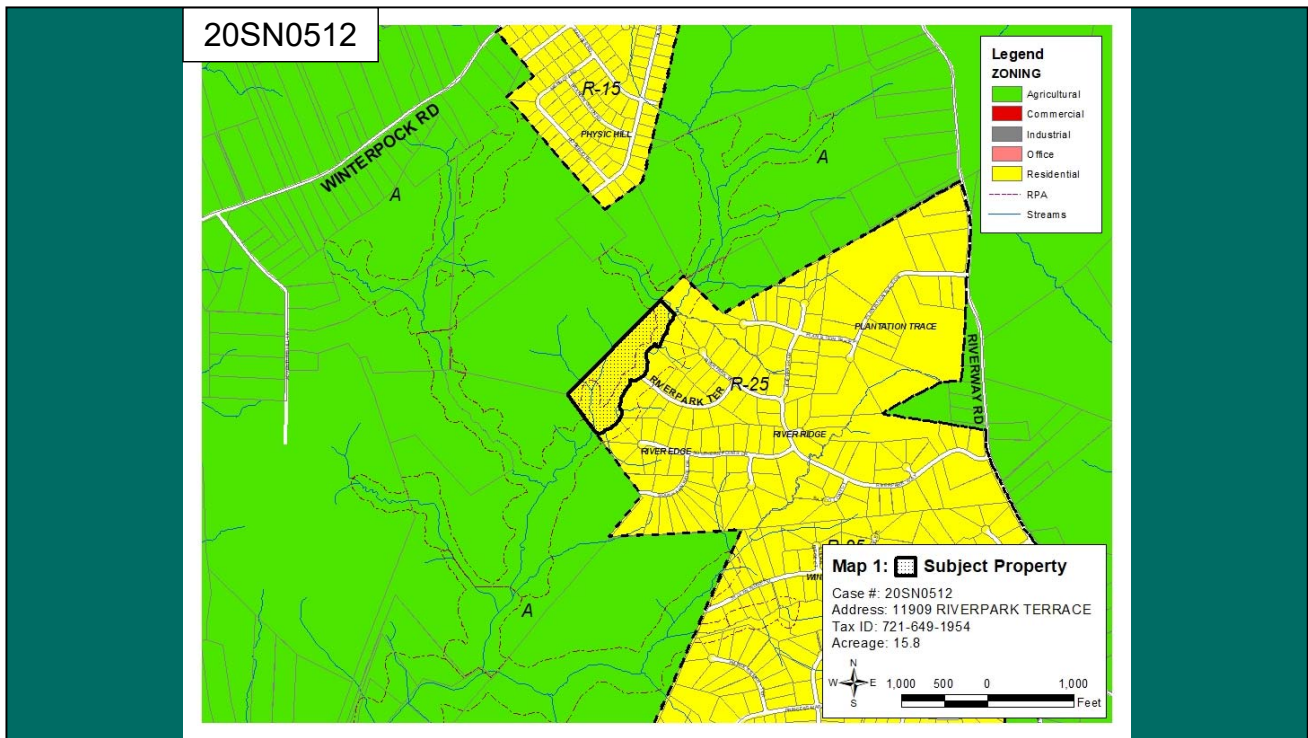 20SN0512
R-15
PHYSIC HILL
WINTERPOCK RD
A
A
Legend
ZONING
Agricultural
Commercial
Industrial
Office
Residential
RPA
Streams
PLANTATION TRACE
RIVERWAY RD
RIVERPARK TER
R-25
RIVER RIDGE
RIVER EDGE
A
Map 1: Subject Property
Case #: 20SN0512
Address: 11909 RIVERPARK TERRACE
Tax ID: 721-649-1954
Acreage: 15.8
N
W E
S
1,000 500 0 1,000
Feet